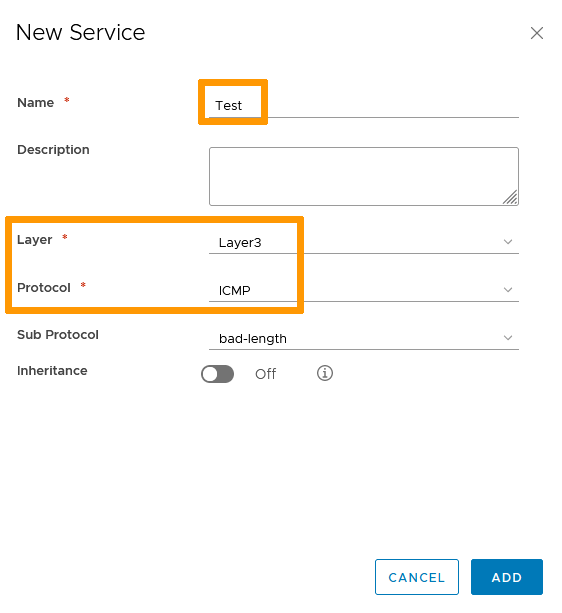 New Service
Name *
Test
Description
Layer *
Layer3
Protocol *
ICMP
Sub Protocol
bad-length
Inheritance
Off
CANCEL
ADD